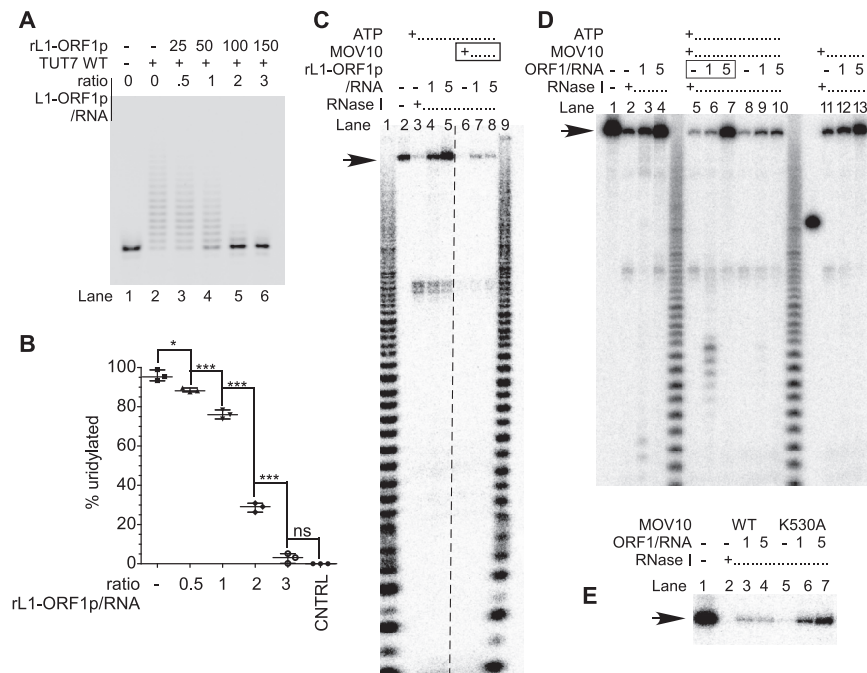 A
rL1-ORF1p - - 25 50 100 150
TUT7 WT - + + + + +
ratio 0 0 .5 1 2 3
L1-ORF1p
/RNA
Lane 1 2 3 4 5 6
B
% uridylated
100
80
60
40
20
0
* *** *** *** ns
ratio - 0.5 1 2 3 CNTRL
rL1-ORF1p/RNA
C
ATP +
MOV10 +
rL1-ORF1p
/RNA - 1 5 - 1 5
RNase I - +
Lane 1 2 3 4 5 6 7 8 9
D
ATP +
MOV10 + +
ORF1/RNA - - 1 5 - 1 5 - 1 5 - 1 5
RNase I - + + +
Lane 1 2 3 4 5 6 7 8 9 10 11 12 13
E
MOV10 WT K530A
ORF1/RNA - - 1 5 - 1 5
RNase I - +
Lane 1 2 3 4 5 6 7